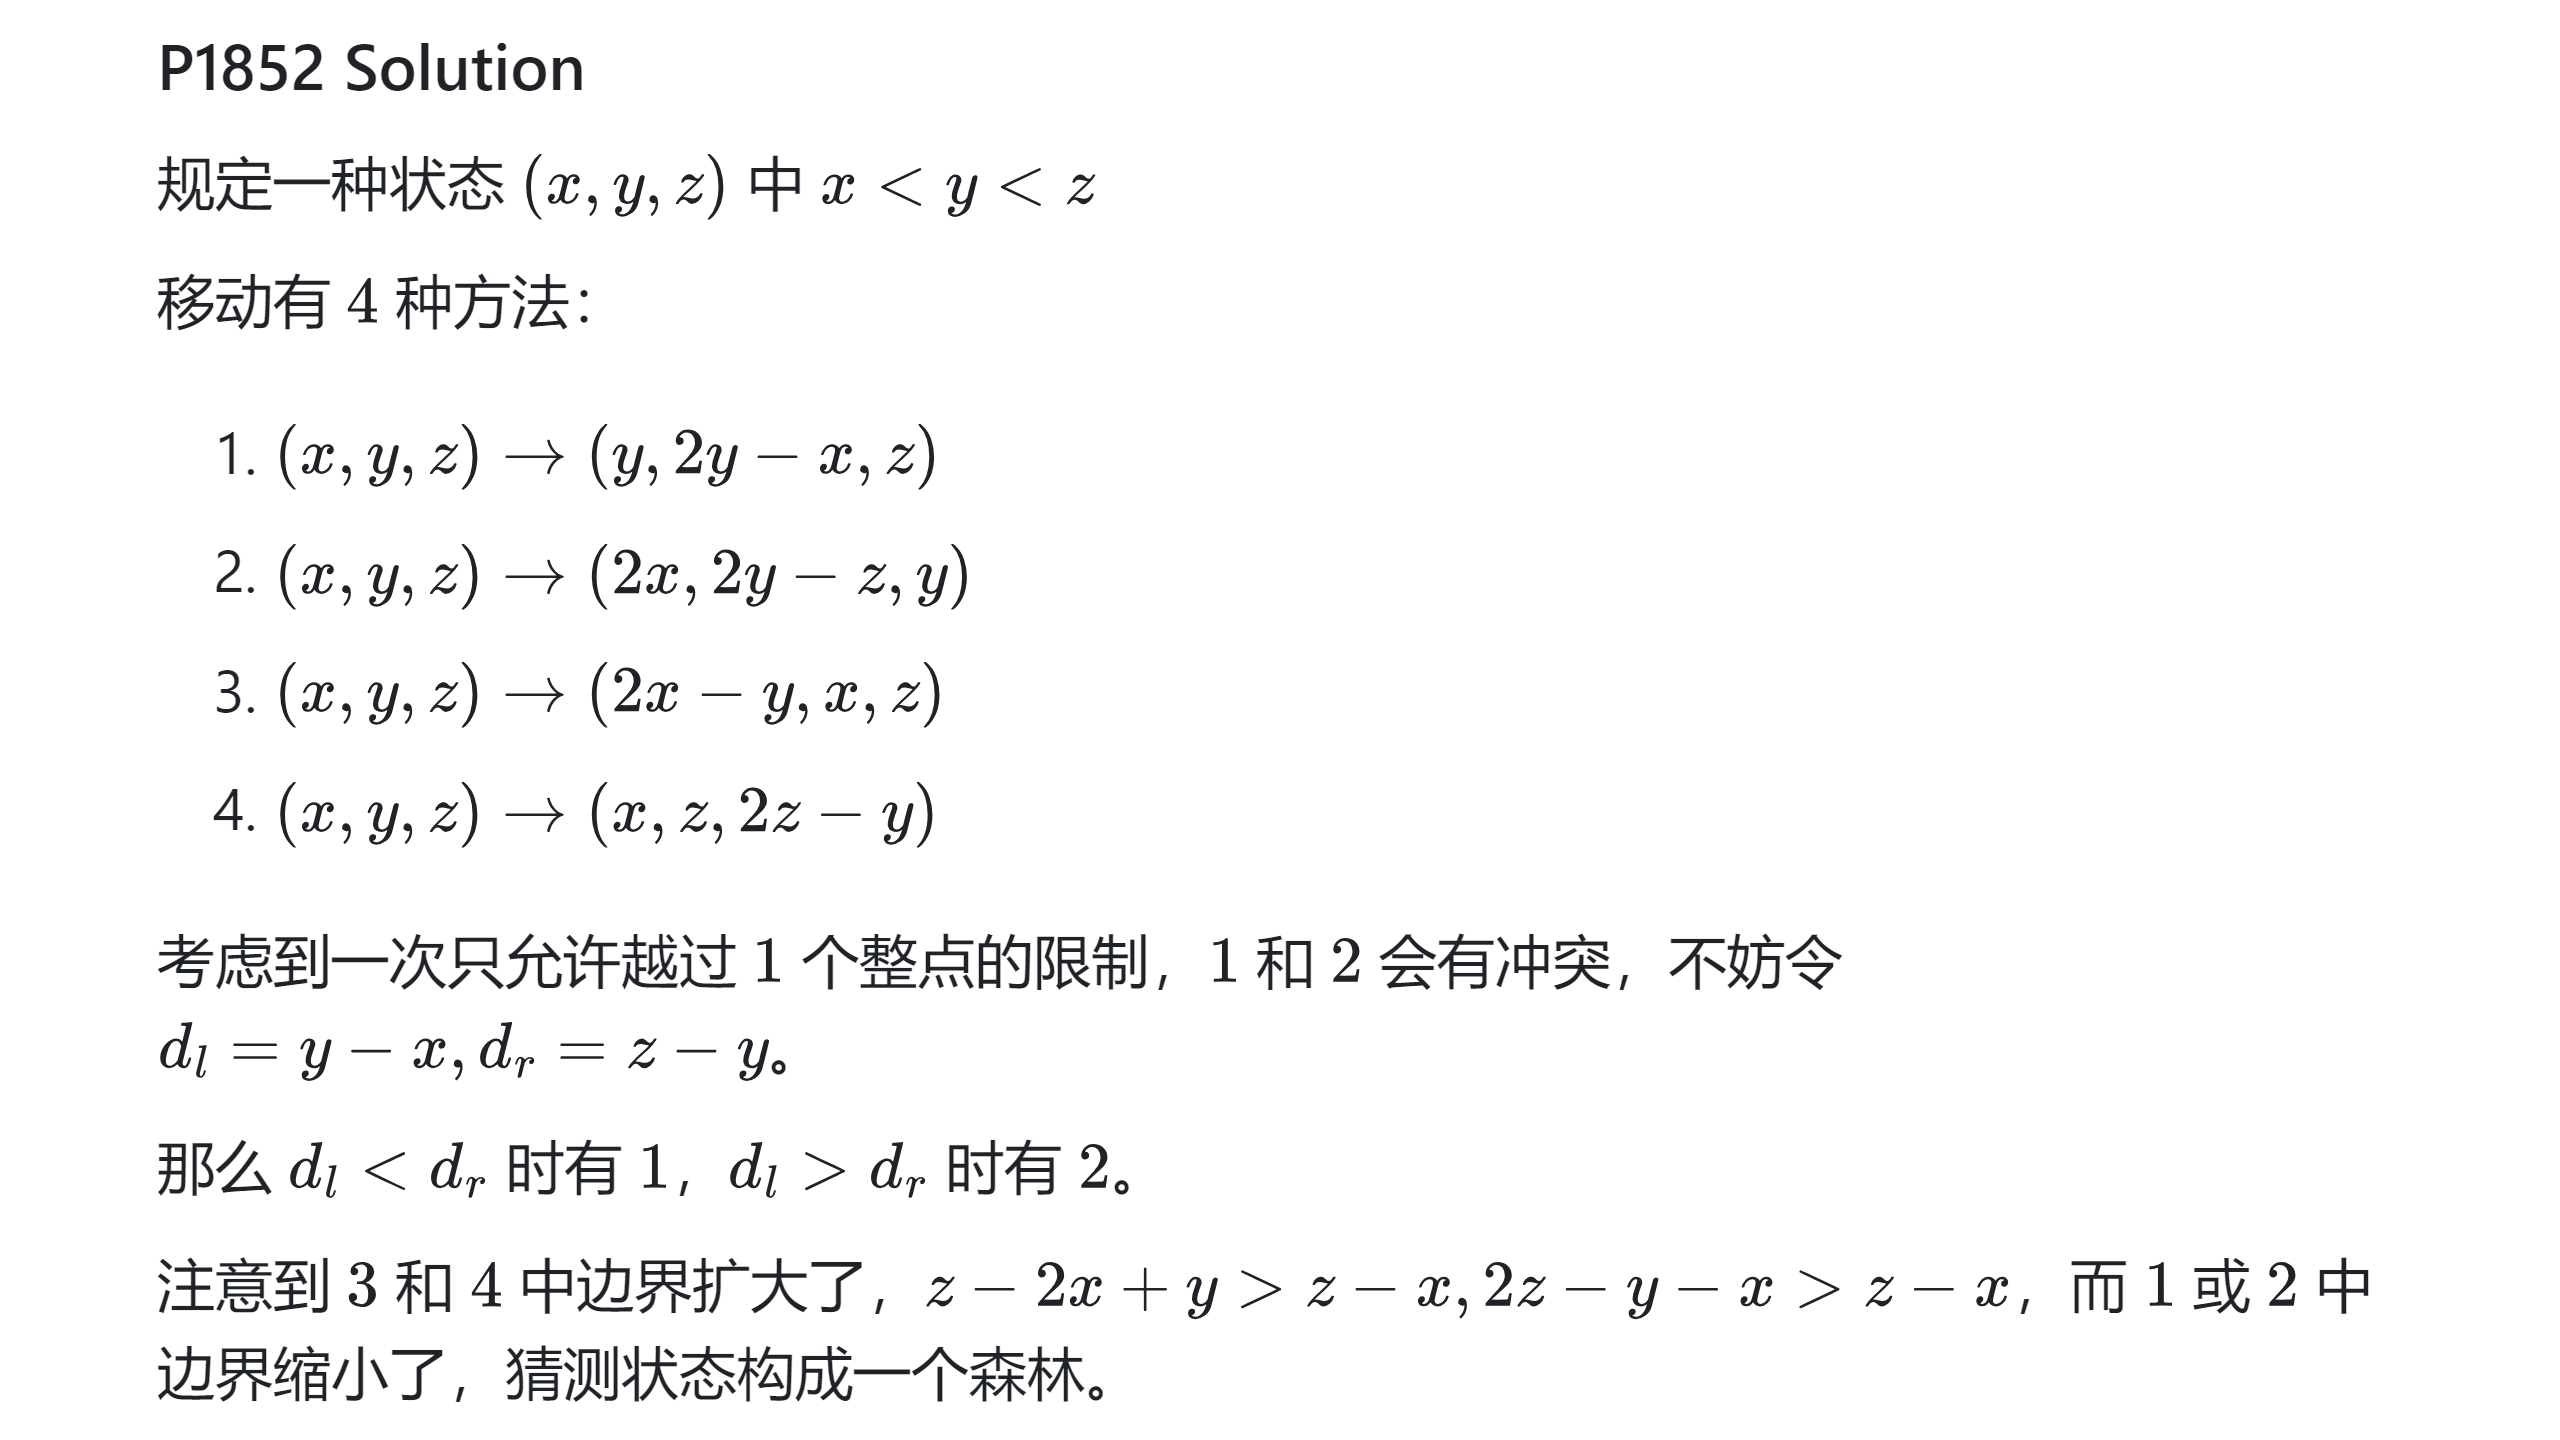 P1852 Solution
规定一种状态 (x, y, z) 中 x < y < z
移动有 4 种方法：
1. (x, y, z) → (y, 2y − x, z)
2. (x, y, z) → (2x, 2y − z, y)
3. (x, y, z) → (2x − y, x, z)
4. (x, y, z) → (x, z, 2z − y)
考虑到一次只允许越过 1 个整点的限制，1 和 2 会有冲突，不妨令
d_l = y − x, d_r = z − y。
那么 d_l < d_r 时有 1，d_l > d_r 时有 2。
注意到 3 和 4 中边界扩大了，z − 2x + y > z − x, 2z − y − x > z − x，而 1 或 2 中
边界缩小了，猜测状态构成一个森林。